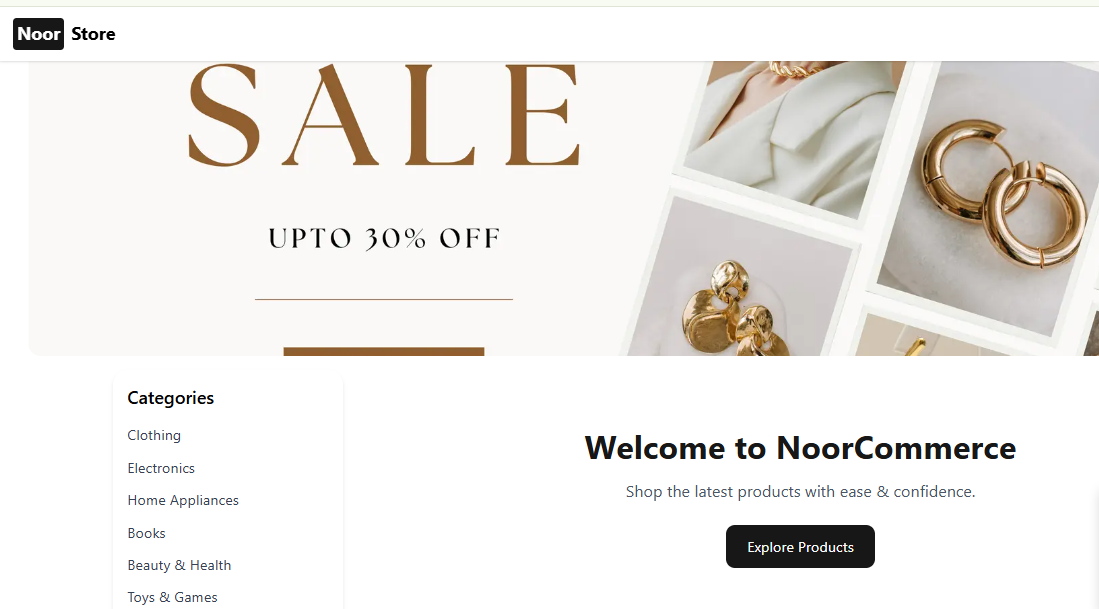 Noor Store
SALE
UPTO 30% OFF
Categories
Clothing
Electronics
Home Appliances
Books
Beauty & Health
Toys & Games
Welcome to NoorCommerce
Shop the latest products with ease & confidence.
Explore Products